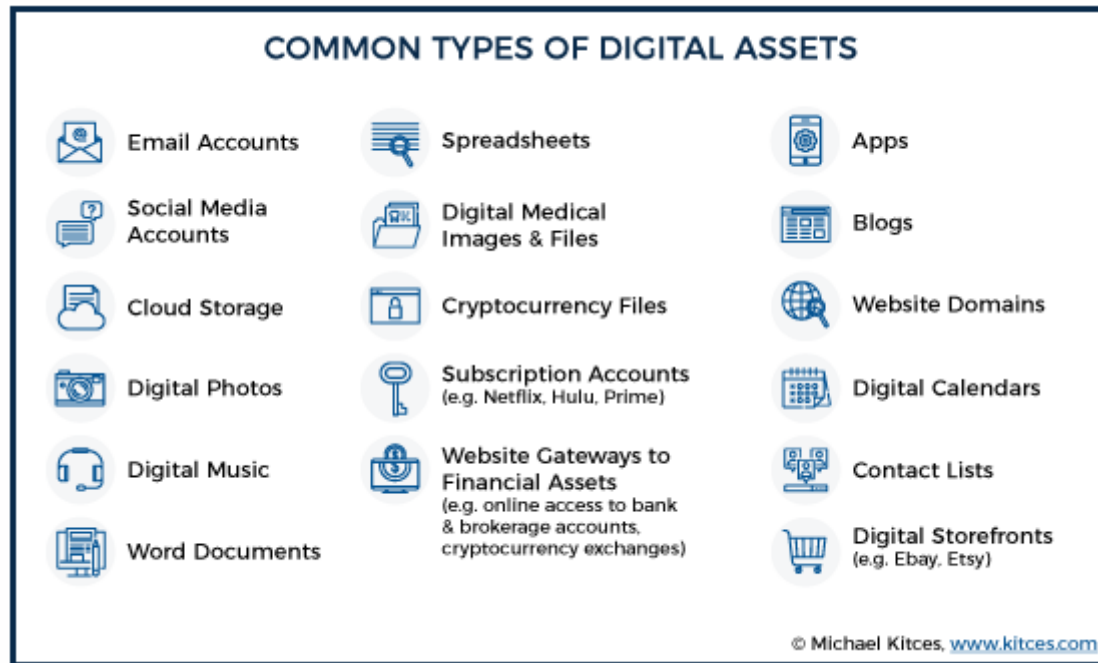 COMMON TYPES OF DIGITAL ASSETS
Email Accounts
Social Media
Accounts
Cloud Storage
Digital Photos
Digital Music
Word Documents
Spreadsheets
Digital Medical
Images & Files
Cryptocurrency Files
Subscription Accounts
(e.g. Netflix, Hulu, Prime)
Website Gateways to
Financial Assets
(e.g. online access to bank
& brokerage accounts,
cryptocurrency exchanges)
Apps
Blogs
Website Domains
Digital Calendars
Contact Lists
Digital Storefronts
(e.g. Ebay, Etsy)
© Michael Kitces, www.kitces.com